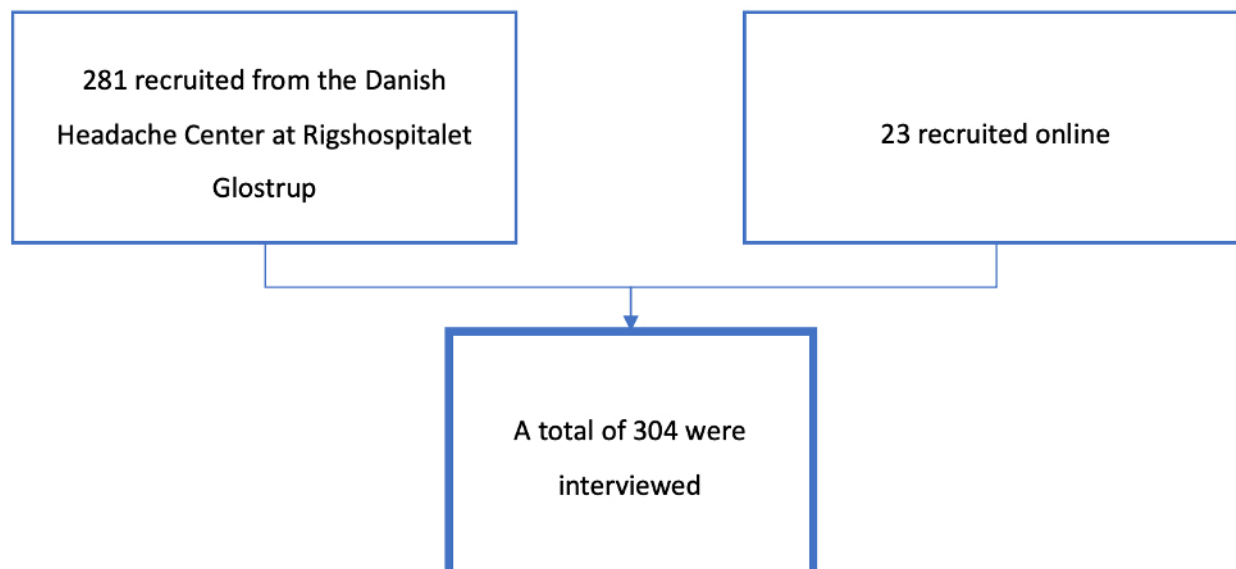 281 recruited from the Danish
Headache Center at Rigshospitalet
Glostrup
23 recruited online
A total of 304 were
interviewed